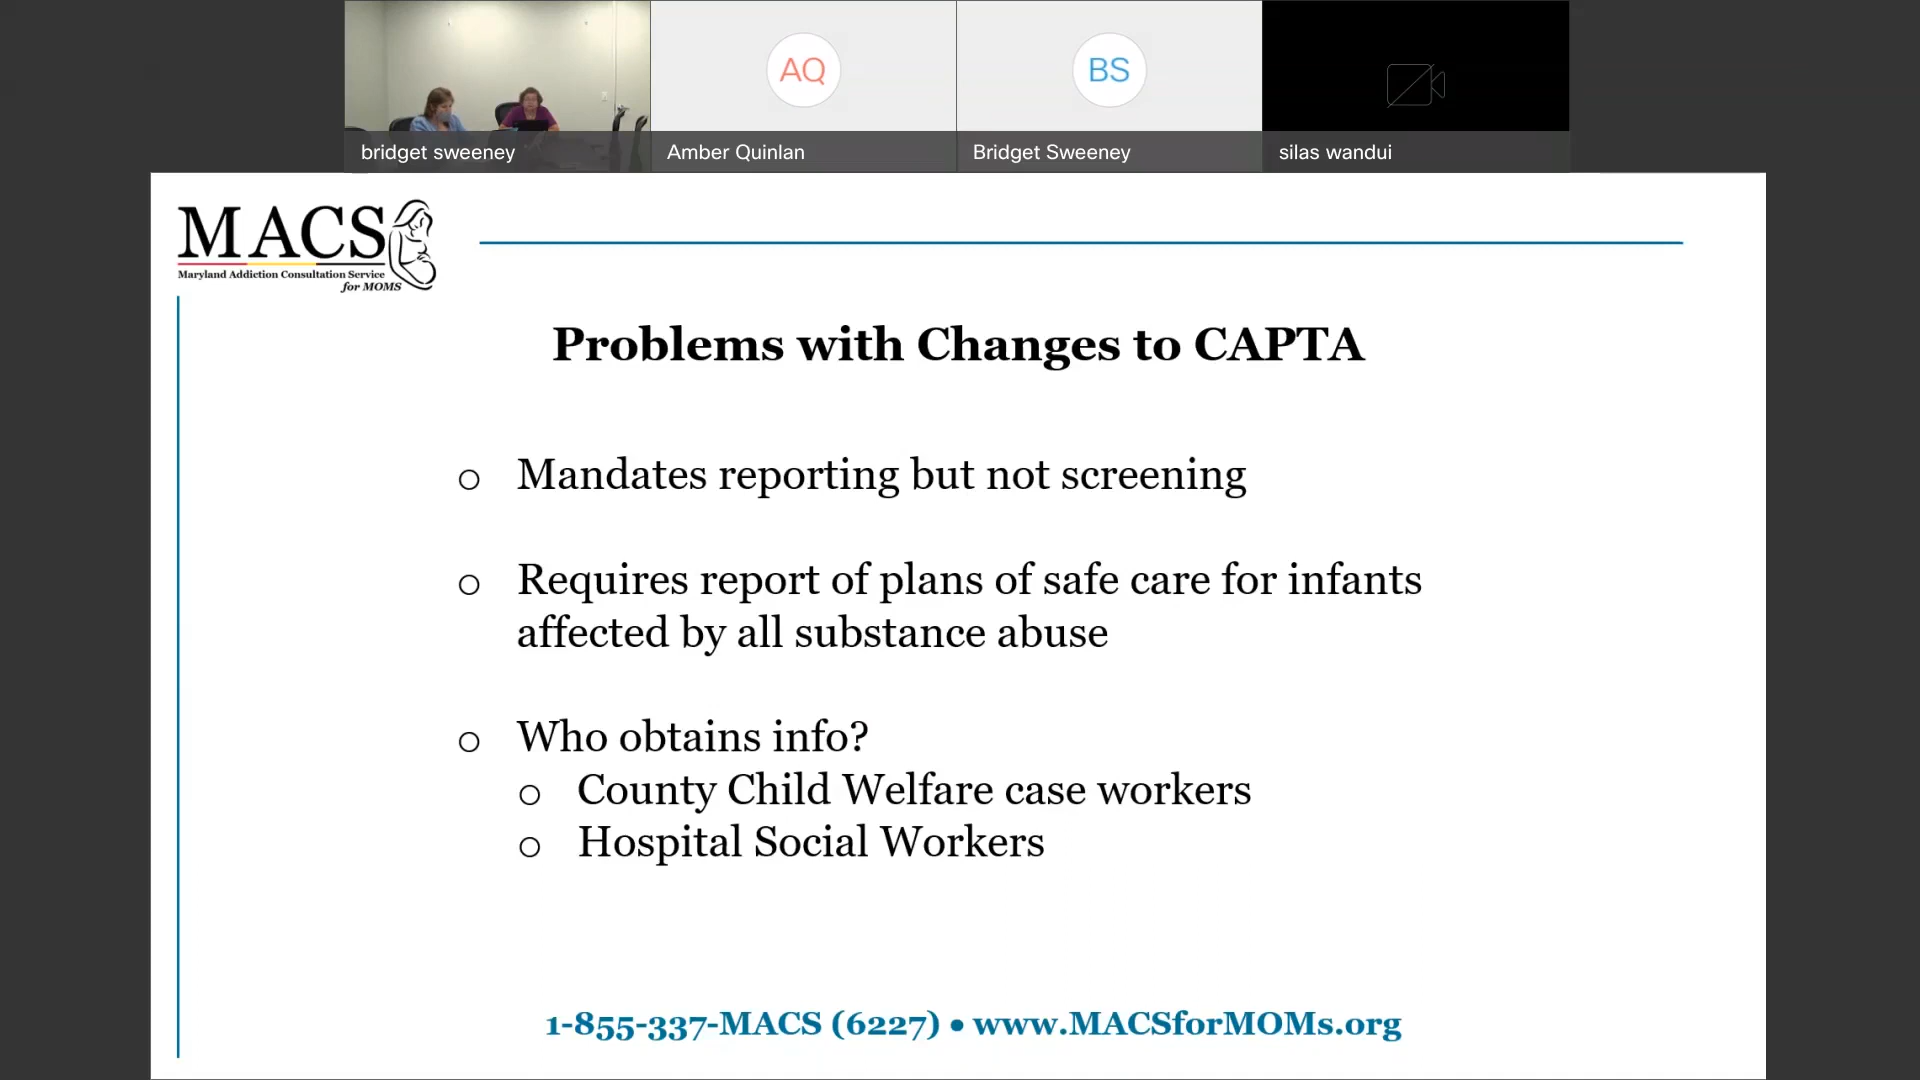 AQ
BS
bridget sweeney
Amber Quinlan
Bridget Sweeney
silas wandui
MACS
Maryland Addiction Consultation Service
for MOMS
Problems with Changes to CAPTA
o Mandates reporting but not screening
o Requires report of plans of safe care for infants
affected by all substance abuse
o Who obtains info?
o County Child Welfare case workers
o Hospital Social Workers
1-855-337-MACS (6227) • www.MACSforMOMs.org